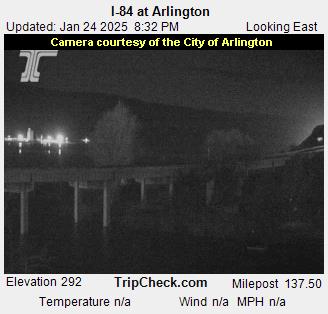 I-84 at Arlington
Updated: Jan 24 2025 8:32 PM Looking East
Camera courtesy of the City of Arlington
Elevation 292 TripCheck.com Milepost 137.50
Temperature n/a Wind n/a MPH n/a